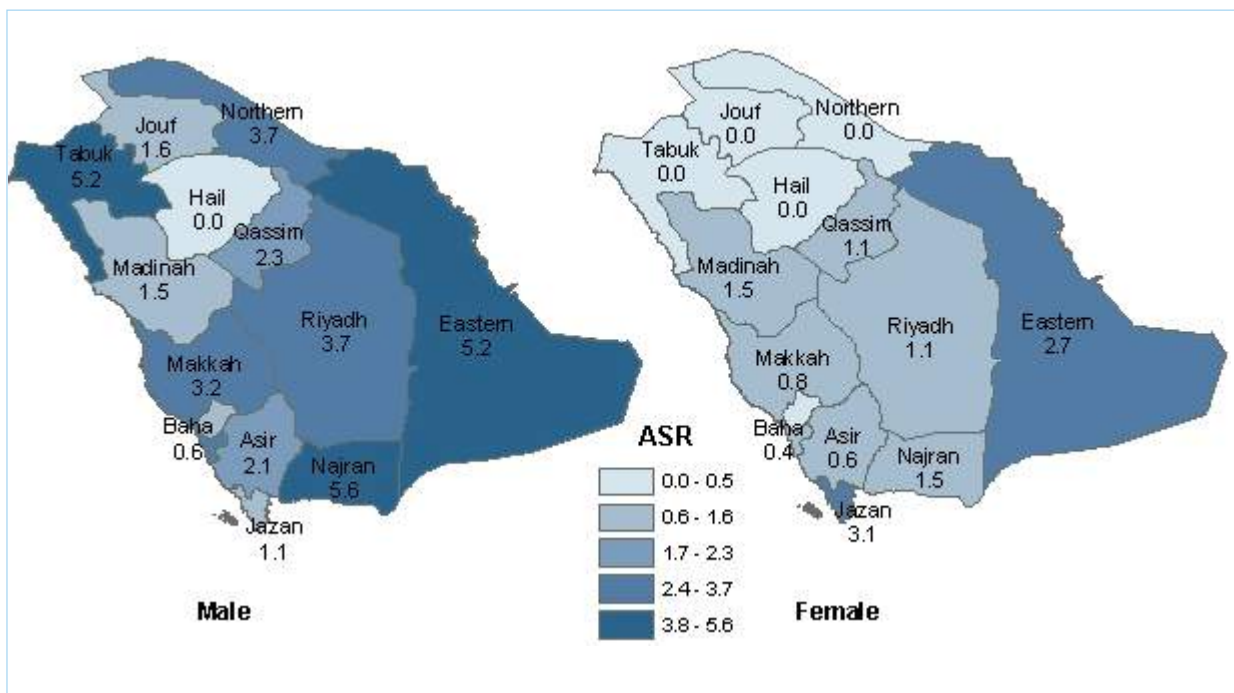 Northern
3.7
Jouf
1.6
Tabuk
5.2
Hail
0.0
Qassim
2.3
Madinah
1.5
Riyadh
3.7
Eastern
5.2
Makkah
3.2
Baha
0.6
Asir
2.1
Najran
5.6
Jazan
1.1
Male
ASR
0.0 - 0.5
0.6 - 1.6
1.7 - 2.3
2.4 - 3.7
3.8 - 5.6
Northern
0.0
Jouf
0.0
Tabuk
0.0
Hail
0.0
Qassim
1.1
Madinah
1.5
Riyadh
1.1
Eastern
2.7
Makkah
0.8
Baha
0.4
Asir
0.6
Najran
1.5
Jazan
3.1
Female